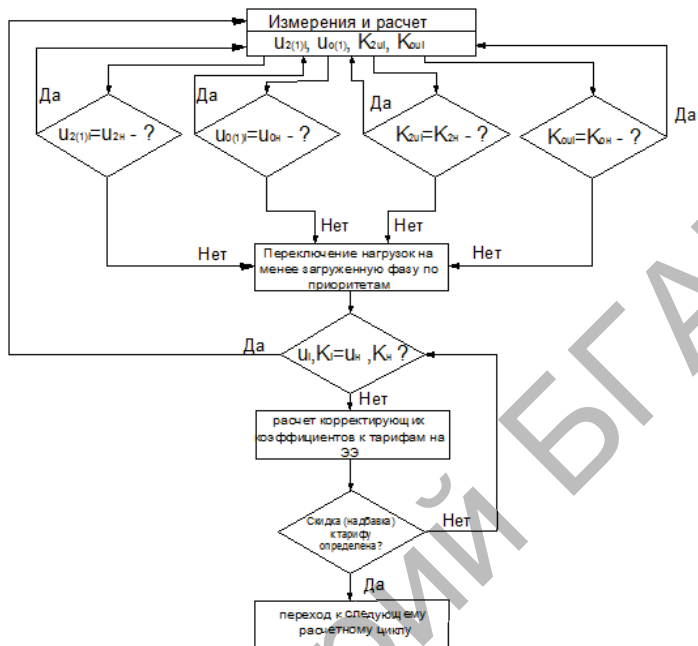 Измерения и расчет
u2(1)i, u0(1), K2ui, K0ui
Да
Да
Да
Да
u2(1)i=u2н - ?
u0(1)i=u0н - ?
K2ui=K2н - ?
K0ui=K0н - ?
Нет
Нет
Нет
Нет
Переключение нагрузок на
менее загруженную фазу по
приоритетам
Да
ui,Ki=uн ,Kн ?
Нет
расчет корректирующих
коэффициентов к тарифам на
ЭЭ
Скидка (надбавка)
к тарифу
определена?
Нет
Да
переход к следующему
расчетному циклу